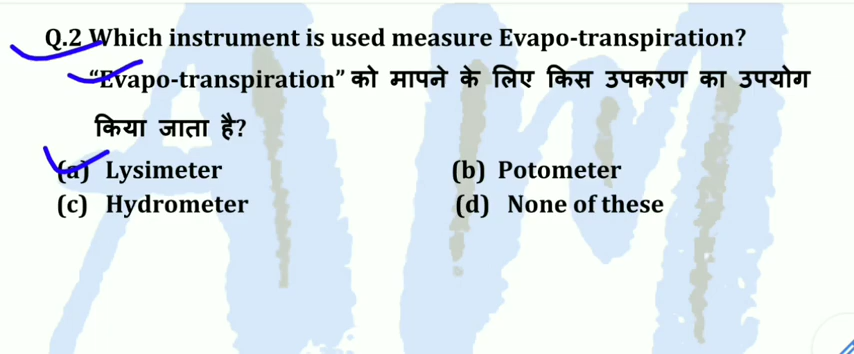 Q.2 Which instrument is used measure Evapo-transpiration?
“Evapo-transpiration” को मापने के लिए किस उपकरण का उपयोग
किया जाता है?
(a) Lysimeter (b) Potometer
(c) Hydrometer (d) None of these